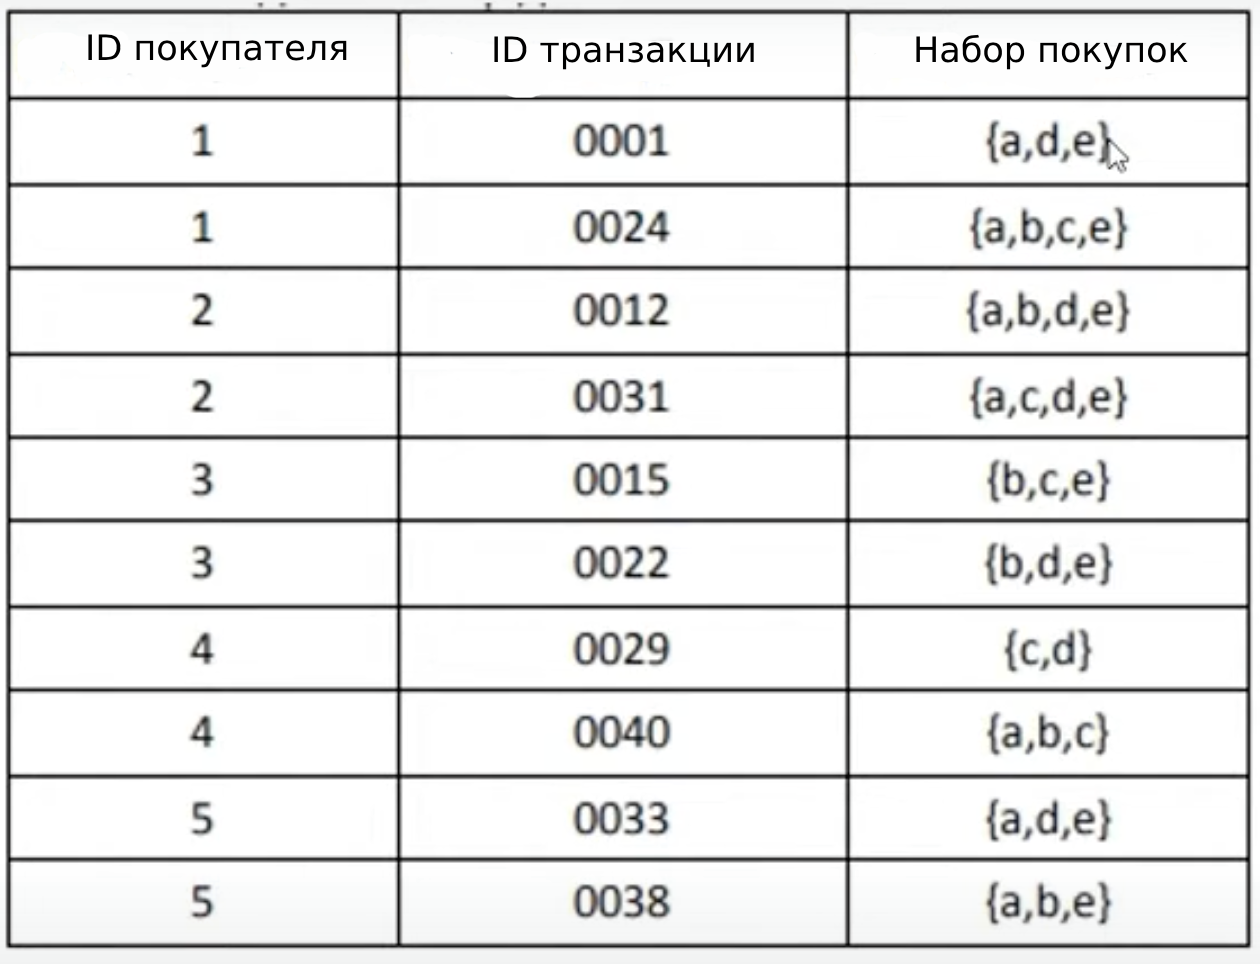 ID покупателя ID транзакции Набор покупок
1 0001 {a,d,e}
1 0024 {a,b,c,e}
2 0012 {a,b,d,e}
2 0031 {a,c,d,e}
3 0015 {b,c,e}
3 0022 {b,d,e}
4 0029 {c,d}
4 0040 {a,b,c}
5 0033 {a,d,e}
5 0038 {a,b,e}